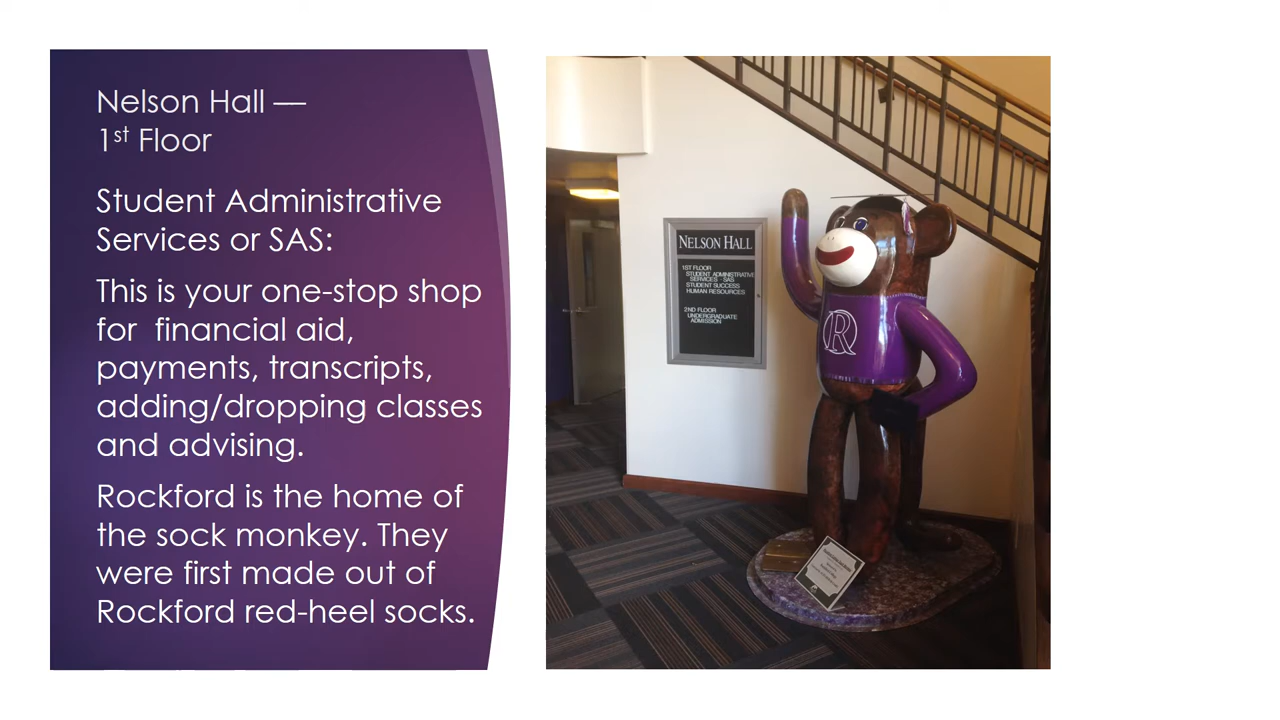 Nelson Hall —
1st Floor
Student Administrative
Services or SAS:
This is your one-stop shop
for financial aid,
payments, transcripts,
adding/dropping classes
and advising.
Rockford is the home of
the sock monkey. They
were first made out of
Rockford red-heel socks.
NELSON HALL
1ST FLOOR
STUDENT ADMINISTRATIVE
SERVICES - SAS
STUDENT SUCCESS
HUMAN RESOURCES
2ND FLOOR
UNDERGRADUATE
ADMISSION
R